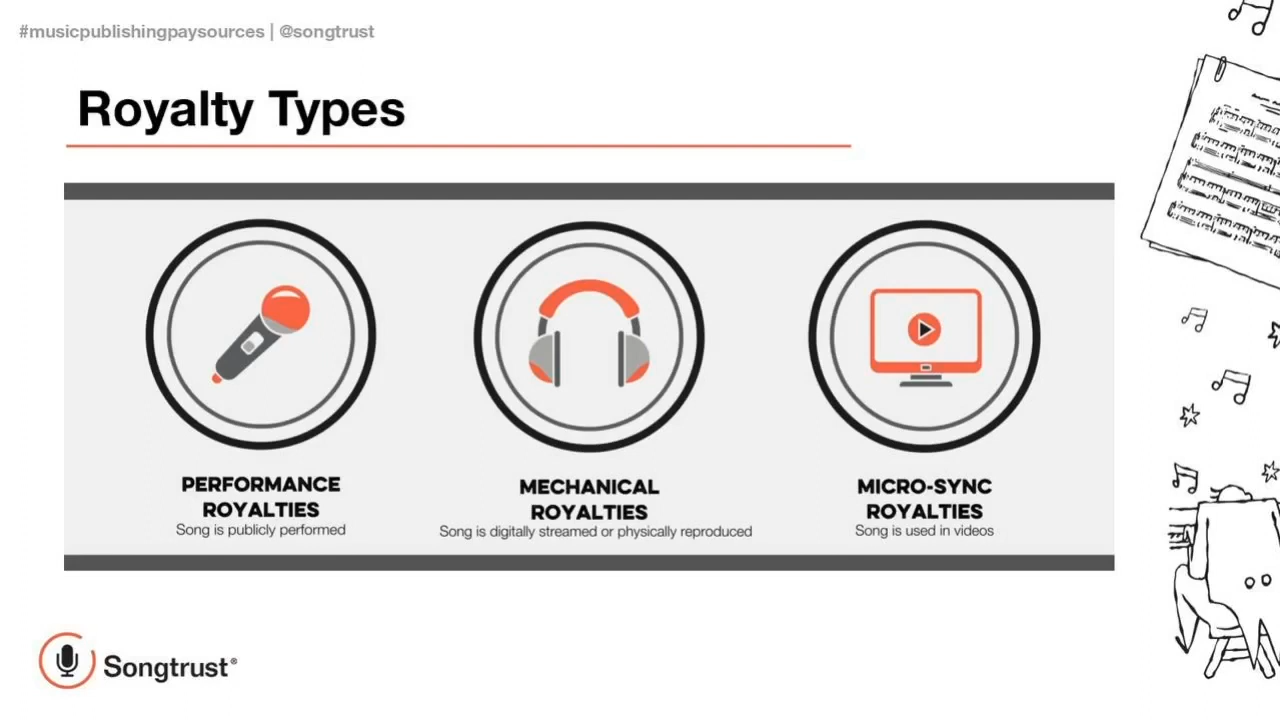 #musicpublishingpaysources | @songtrust
Royalty Types
PERFORMANCE
ROYALTIES
Song is publicly performed
MECHANICAL
ROYALTIES
Song is digitally streamed or physically reproduced
MICRO-SYNC
ROYALTIES
Song is used in videos
Songtrust®